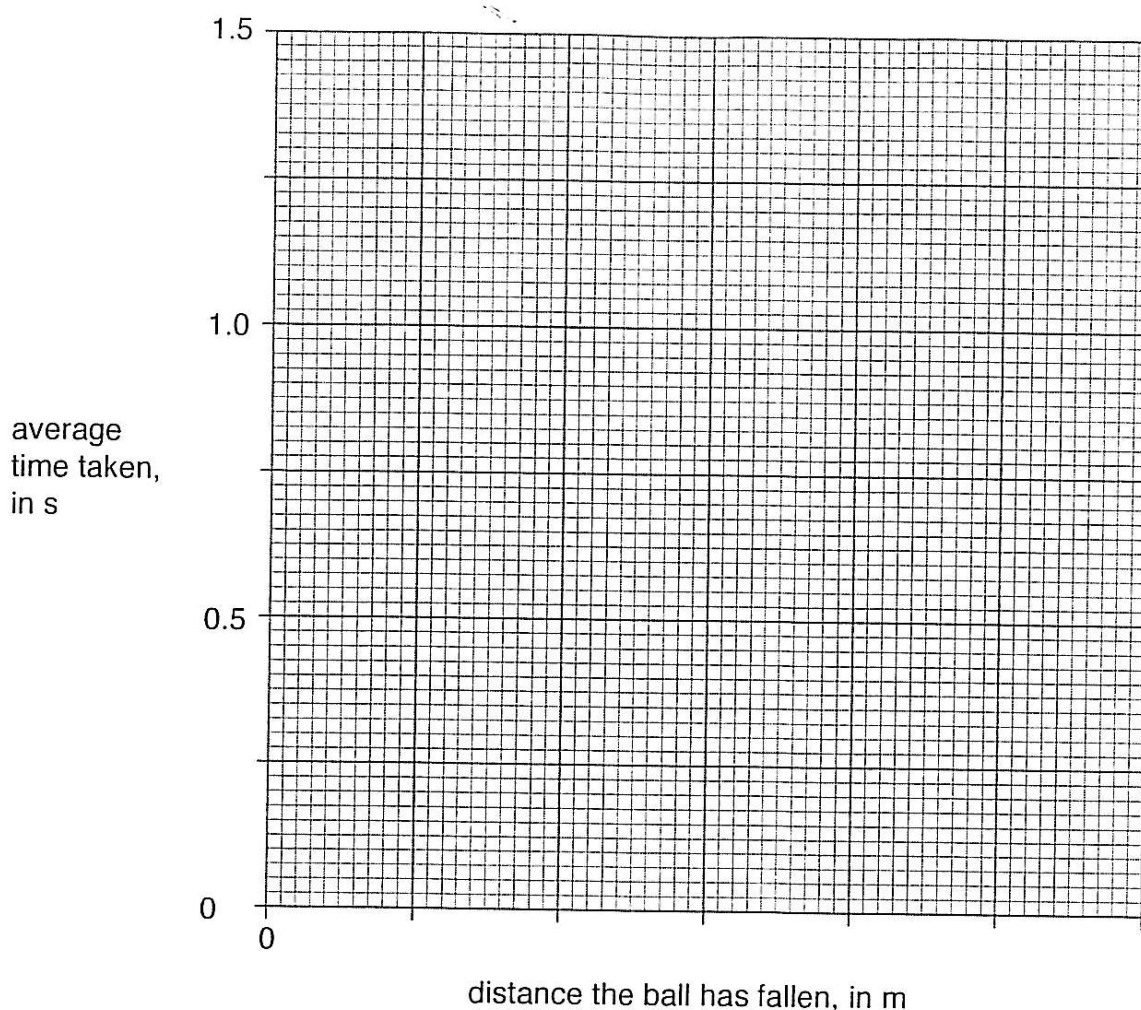 1.5
1.0
average
time taken,
in s
0.5
0
0
distance the ball has fallen, in m